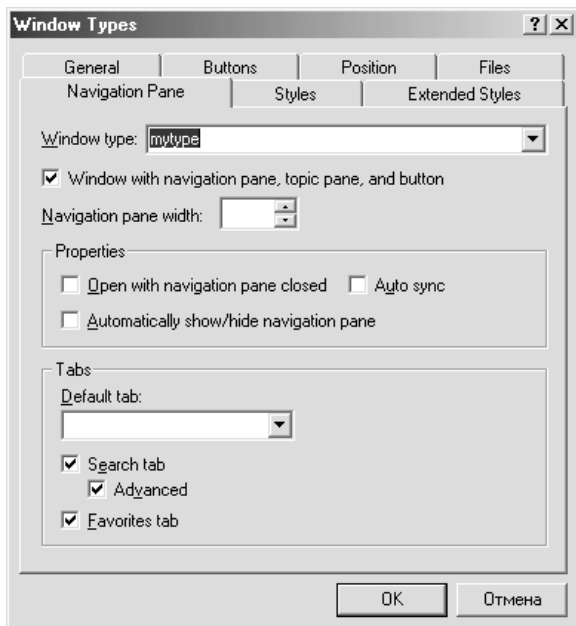 Window Types
General Buttons Position Files
Navigation Pane Styles Extended Styles
Window type: mytype
Window with navigation pane, topic pane, and button
Navigation pane width:
Properties
Open with navigation pane closed Auto sync
Automatically show/hide navigation pane
Tabs
Default tab:
Search tab
Advanced
Favorites tab
OK Отмена